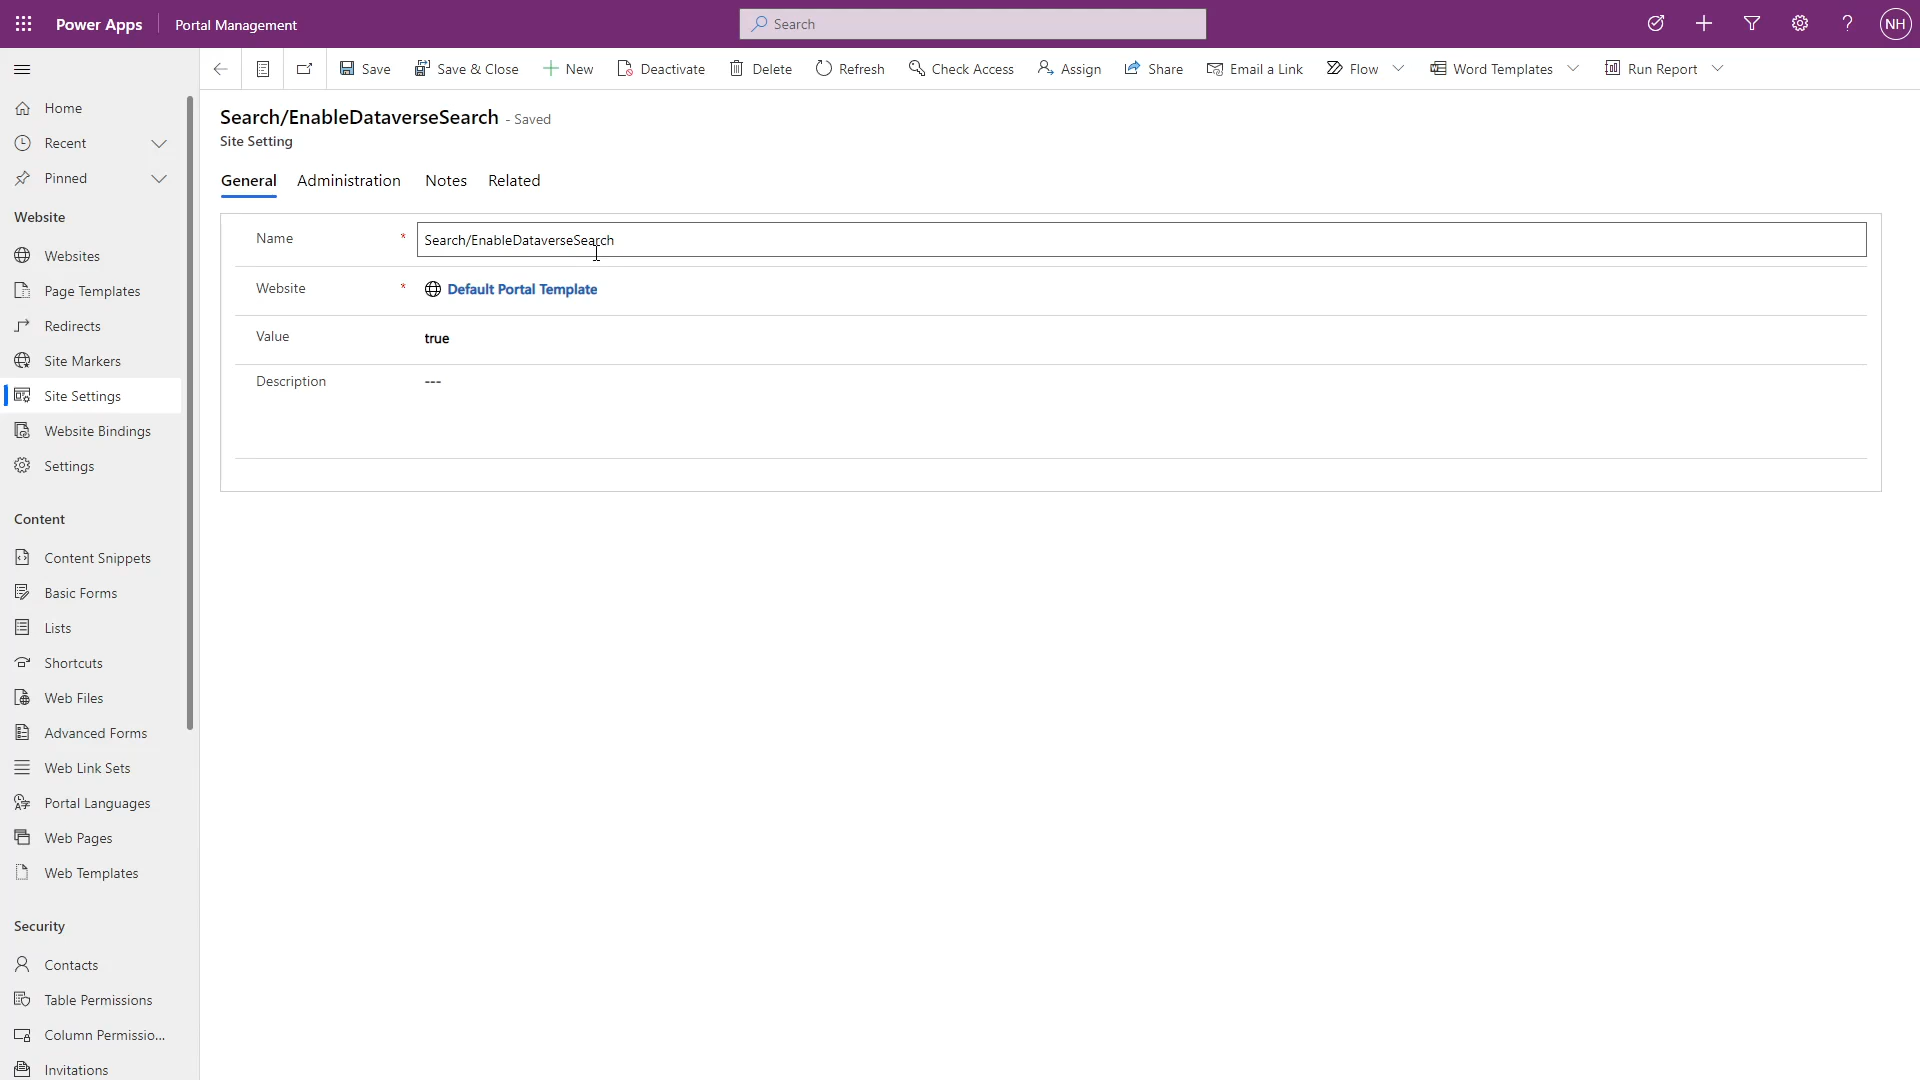 Power Apps Portal Management Search NH
Save Save & Close New Deactivate Delete Refresh Check Access Assign Share Email a Link Flow Word Templates Run Report
Home
Recent
Pinned
Website
Websites
Page Templates
Redirects
Site Markers
Site Settings
Website Bindings
Settings
Content
Content Snippets
Basic Forms
Lists
Shortcuts
Web Files
Advanced Forms
Web Link Sets
Portal Languages
Web Pages
Web Templates
Security
Contacts
Table Permissions
Column Permissio...
Invitations
Search/EnableDataverseSearch - Saved
Site Setting
General Administration Notes Related
Name * Search/EnableDataverseSearch
Website * Default Portal Template
Value true
Description ---